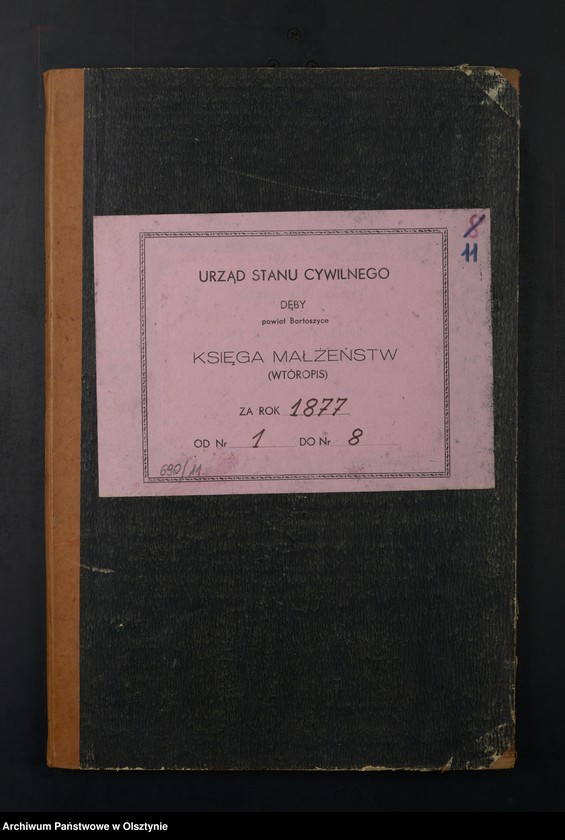 8
11
URZĄD STANU CYWILNEGO
DĘBY
powiat Bartoszyce
KSIĘGA MAŁŻEŃSTW
(WTÓROPIS)
ZA ROK 1877
OD Nr 1 DO Nr 8
690/11
Archiwum Państwowe w Olsztynie